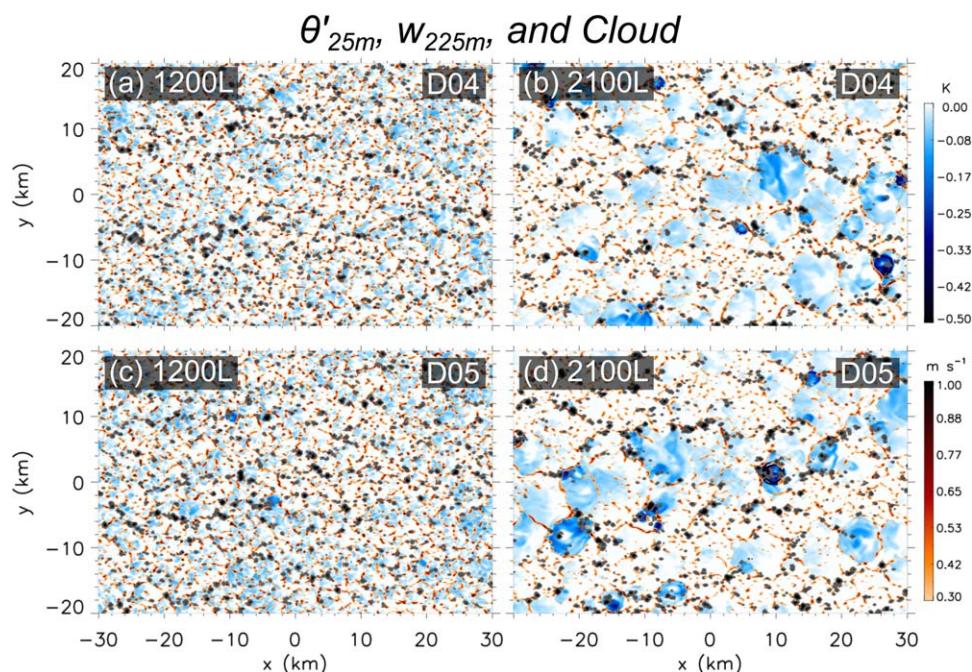 θ'25m, w225m, and Cloud
(a) 1200L D04
(b) 2100L D04
20
10
0
−10
−20
y (km)
K
0.00
−0.08
−0.17
−0.25
−0.33
−0.42
−0.50
(c) 1200L D05
(d) 2100L D05
20
10
0
−10
−20
y (km)
m s⁻¹
1.00
0.88
0.77
0.65
0.53
0.42
0.30
−30 −20 −10 0 10 20 30
−20 −10 0 10 20 30
x (km)
x (km)